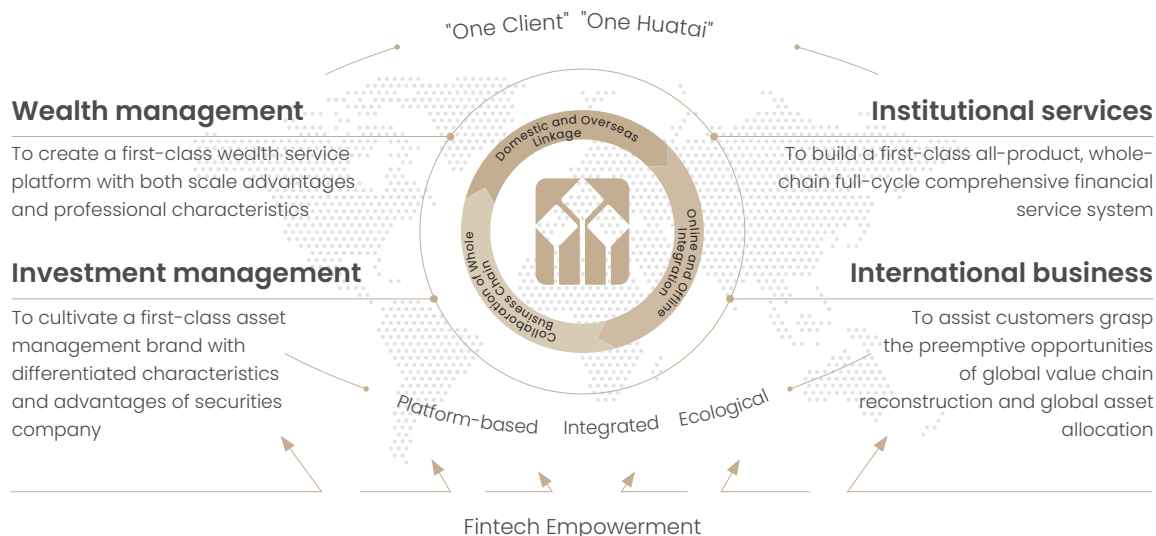 "One Client" "One Huatai"
Wealth management
To create a first-class wealth service
platform with both scale advantages
and professional characteristics
Institutional services
To build a first-class all-product, whole-
chain full-cycle comprehensive financial
service system
Domestic and Overseas
Linkage
Online and Offline
Integration
Collaboration of Whole
Business Chain
Investment management
To cultivate a first-class asset
management brand with
differentiated characteristics
and advantages of securities
company
International business
To assist customers grasp
the preemptive opportunities
of global value chain
reconstruction and global asset
allocation
Platform-based Integrated Ecological
Fintech Empowerment